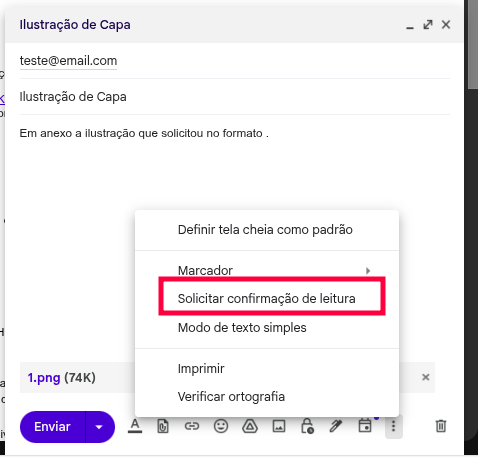 Ilustração de Capa
teste@email.com
Ilustração de Capa
Em anexo a ilustração que solicitou no formato .
Definir tela cheia como padrão
Marcador
Solicitar confirmação de leitura
Modo de texto simples
Imprimir
Verificar ortografia
1.png (74K)
Enviar